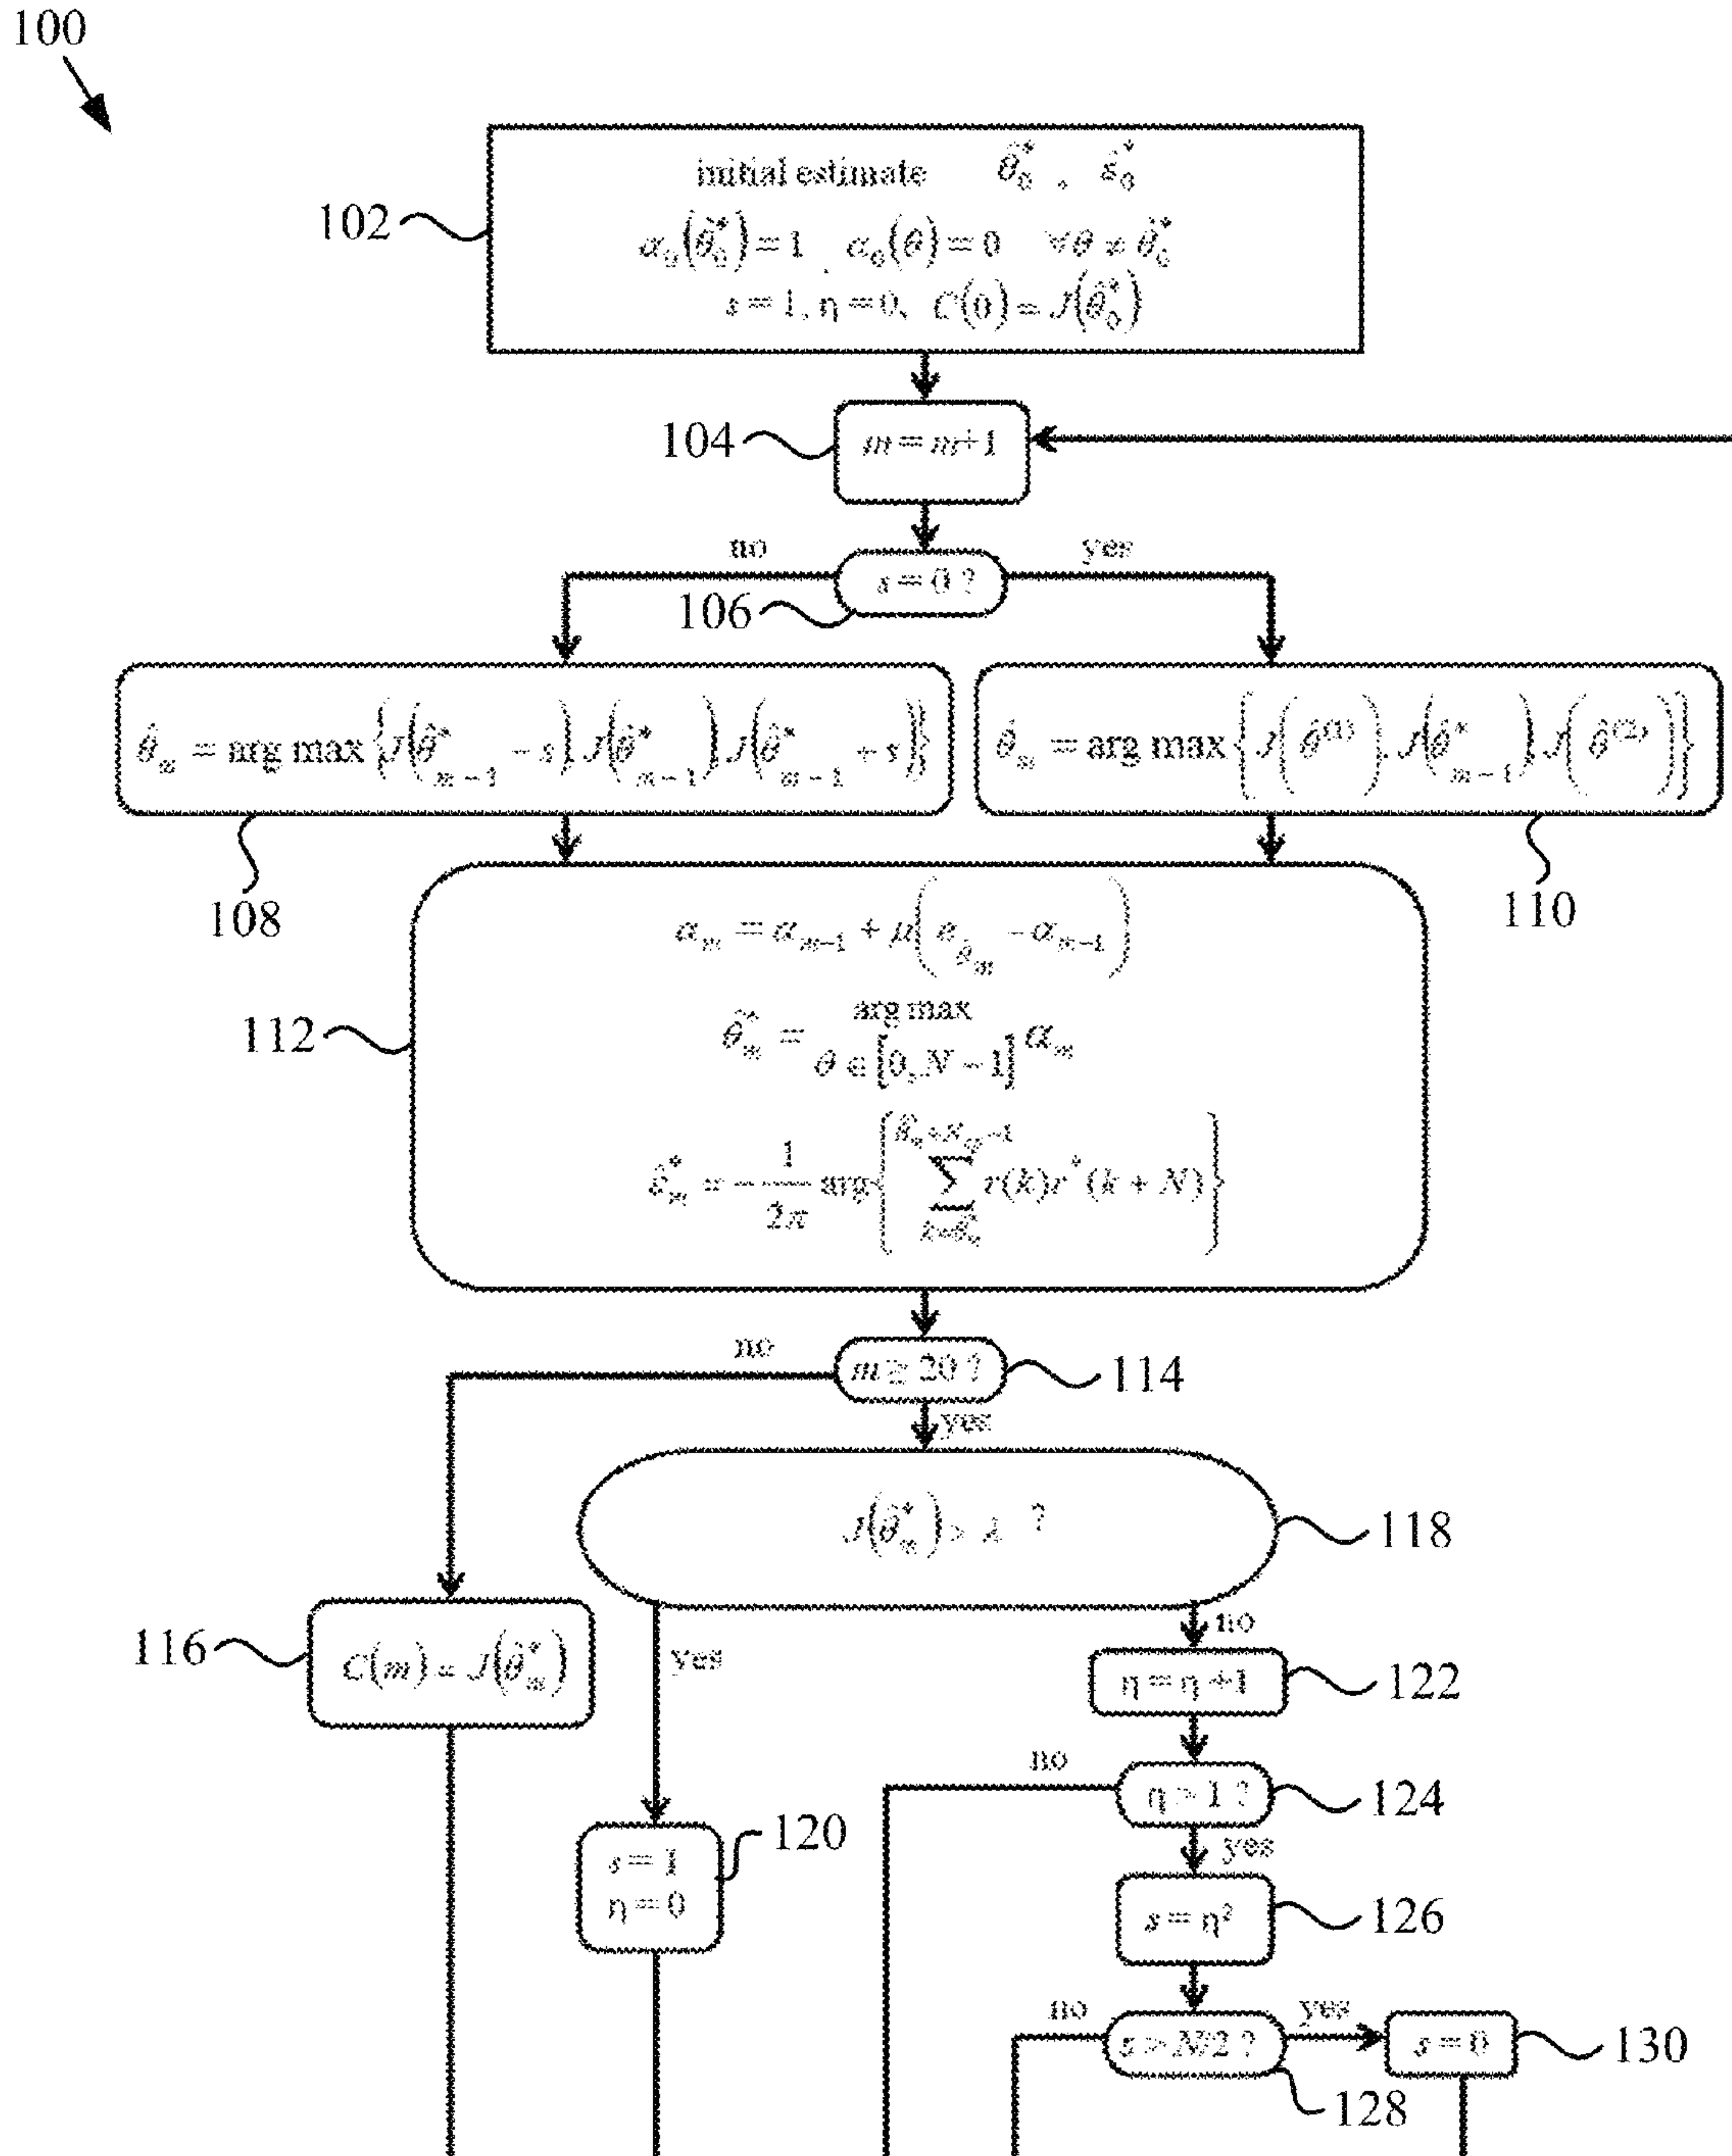 100
102
initial estimate θ̂*₀ , ε̂*₀
α₀(θ̂*₀)=1, α₀(θ)=0 ∀θ ≠ θ̂*₀
s=1, η=0, C(0)=J(θ̂*₀)
104
m=m+1
no
yes
s=0 ?
106
θ̂ₘ = arg max {J(θ̂*ₘ₋₁ − s), J(θ̂*ₘ₋₁), J(θ̂*ₘ₋₁ + s)}
θ̂ₘ = arg max {J(θ̂⁽¹⁾), J(θ̂*ₘ₋₁), J(θ̂⁽²⁾)}
108
110
112
αₘ = αₘ₋₁ + μ(e_θ̂ₘ − αₘ₋₁)
θ̂*ₘ = arg max θ∈[0, N−1] αₘ
ε̂*ₘ = − 1/2π arg{ ∑ r(k)r*(k+N)}
no
m ≥ 20 ?
114
yes
J(θ̂*ₘ) > λ ?
118
116
C(m) = J(θ̂*ₘ)
yes
no
η=η+1
122
no
η > 1 ?
124
yes
120
s=1
η=0
s=η²
126
no
s > N/2 ?
yes
s=0
130
128